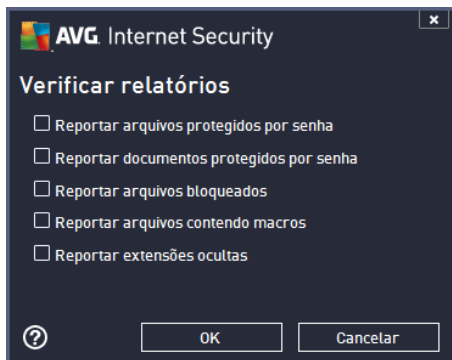 AVG. Internet Security
Verificar relatórios
Reportar arquivos protegidos por senha
Reportar documentos protegidos por senha
Reportar arquivos bloqueados
Reportar arquivos contendo macros
Reportar extensões ocultas
? OK Cancelar